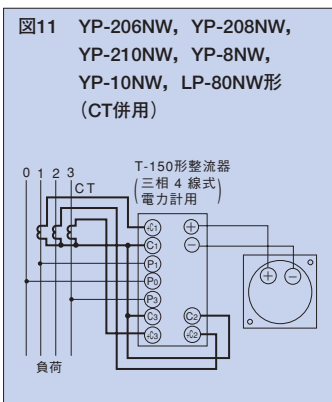 図11 YP-206NW，YP-208NW，
YP-210NW，YP-8NW，
YP-10NW，LP-80NW形
（CT併用）
T-150形整流器
(三相4線式
電力計用)
0 1 2 3
CT
+C1
C1
P1
P0
P3
C3
+C3
+
−
C2
+C2
+ −
負荷